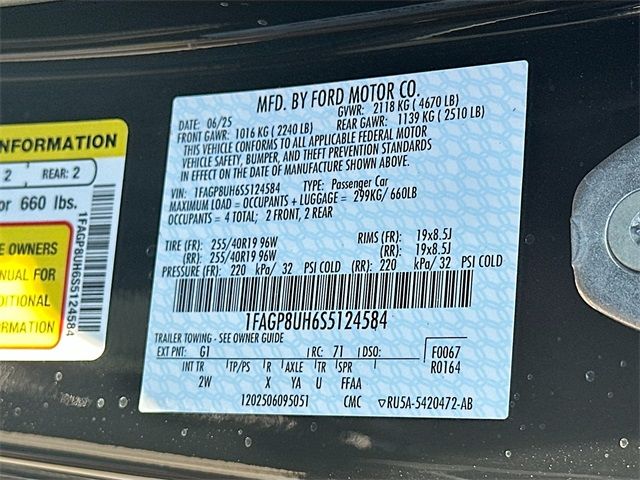 INFORMATION
2 REAR: 2
or 660 lbs.
E OWNERS
ANUAL FOR
DITIONAL
ORMATION
1FAGP8UH6S5124584
MFD. BY FORD MOTOR CO.
DATE: 06/25 GVWR: 2118 KG (4670 LB)
FRONT GAWR: 1016 KG (2240 LB) REAR GAWR: 1139 KG (2510 LB)
THIS VEHICLE CONFORMS TO ALL APPLICABLE FEDERAL MOTOR
VEHICLE SAFETY, BUMPER, AND THEFT PREVENTION STANDARDS
IN EFFECT ON THE DATE OF MANUFACTURE SHOWN ABOVE.
VIN: 1FAGP8UH6S5124584 TYPE: Passenger Car
MAXIMUM LOAD = OCCUPANTS + LUGGAGE = 299KG/ 660LB
OCCUPANTS = 4 TOTAL; 2 FRONT, 2 REAR
TIRE (FR): 255/40R19 96W RIMS (FR): 19x8.5J
(RR): 255/40R19 96W (RR): 19x8.5J
PRESSURE (FR): 220 kPa/ 32 PSI COLD (RR): 220 kPa/ 32 PSI COLD
1FAGP8UH6S5124584
TRAILER TOWING - SEE OWNER GUIDE
EXT PNT: G1 RC: 71 DSO: F0067
INT TR TP/PS R AXLE TR SPR R0164
2W X YA U FFAA
1202506095051 CMC ▽RU5A-5420472-AB